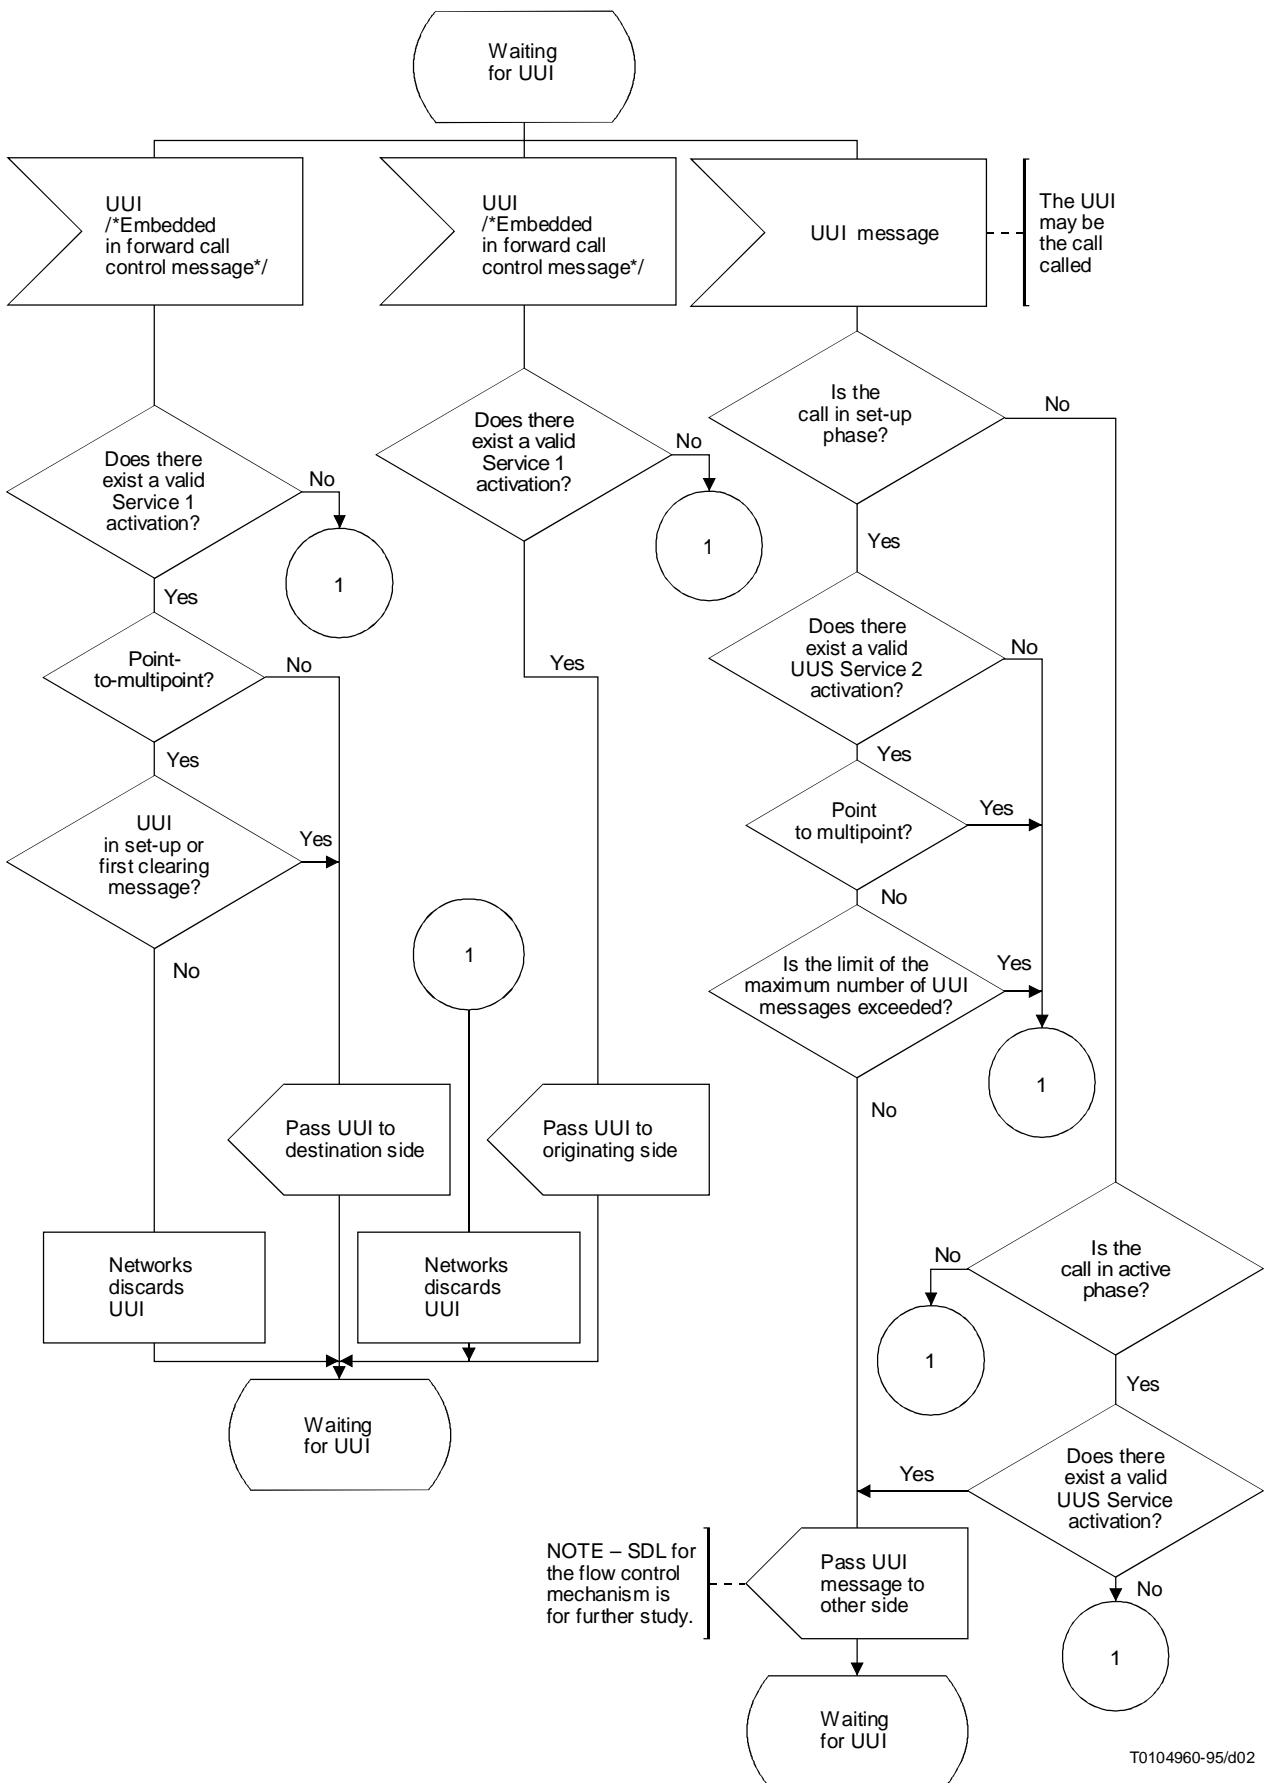 Waiting
for UUI
UUI
/*Embedded
in forward call
control message*/
UUI
/*Embedded
in forward call
control message*/
UUI message
The UUI
may be
the call
called
Does there
exist a valid
Service 1
activation?
No
1
Yes
Point-
to-multipoint?
No
Yes
UUI
in set-up or
first clearing
message?
Yes
No
Does there
exist a valid
Service 1
activation?
No
1
Yes
1
Pass UUI to
destination side
Pass UUI to
originating side
Networks
discards
UUI
Networks
discards
UUI
Waiting
for UUI
Is the
call in set-up
phase?
No
Yes
Does there
exist a valid
UUS Service 2
activation?
No
Yes
Point
to multipoint?
Yes
No
Is the limit of the
maximum number of UUI
messages exceeded?
Yes
1
No
Is the
call in active
phase?
No
1
Yes
Does there
exist a valid
UUS Service
activation?
Yes
No
1
NOTE – SDL for
the flow control
mechanism is
for further study.
Pass UUI
message to
other side
Waiting
for UUI
T0104960-95/d02